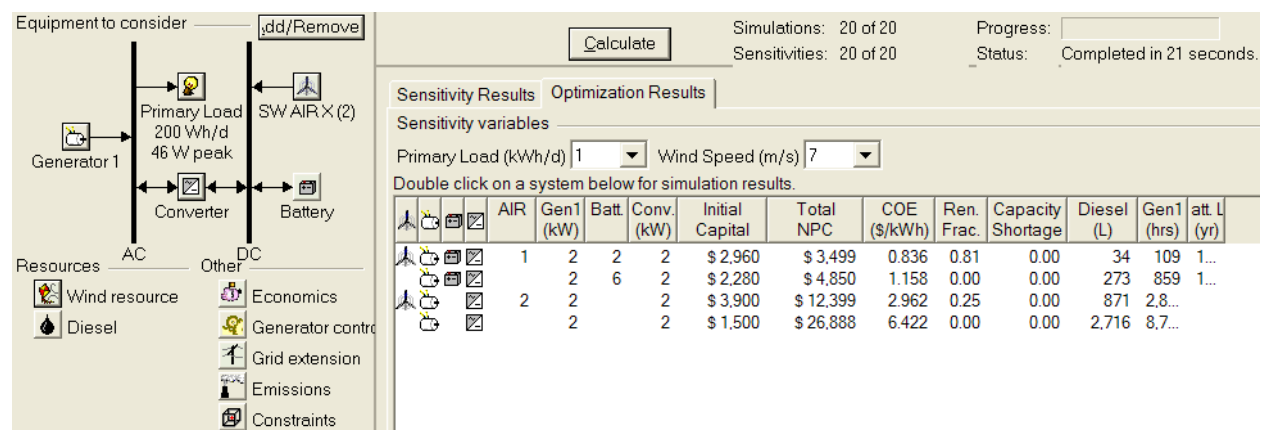 Equipment to consider
dd/Remove
Primary Load
200 Wh/d
46 W peak
SW AIR X (2)
Generator 1
Converter
Battery
AC
DC
Resources
Other
Wind resource
Economics
Diesel
Generator contro
Grid extension
Emissions
Constraints
Calculate
Simulations: 20 of 20 Progress:
Sensitivities: 20 of 20 Status: Completed in 21 seconds.
Sensitivity Results Optimization Results
Sensitivity variables
Primary Load (kWh/d) 1 Wind Speed (m/s) 7
Double click on a system below for simulation results.
AIR Gen1 Batt. Conv. Initial Total COE Ren. Capacity Diesel Gen1 att. L
(kW) (kW) Capital NPC ($/kWh) Frac. Shortage (L) (hrs) (yr)
1 2 2 2 $ 2,960 $ 3,499 0.836 0.81 0.00 34 109 1...
2 6 2 $ 2,280 $ 4,850 1.158 0.00 0.00 273 859 1...
2 2 2 $ 3,900 $ 12,399 2.962 0.25 0.00 871 2,8...
2 2 $ 1,500 $ 26,888 6.422 0.00 0.00 2,716 8,7...